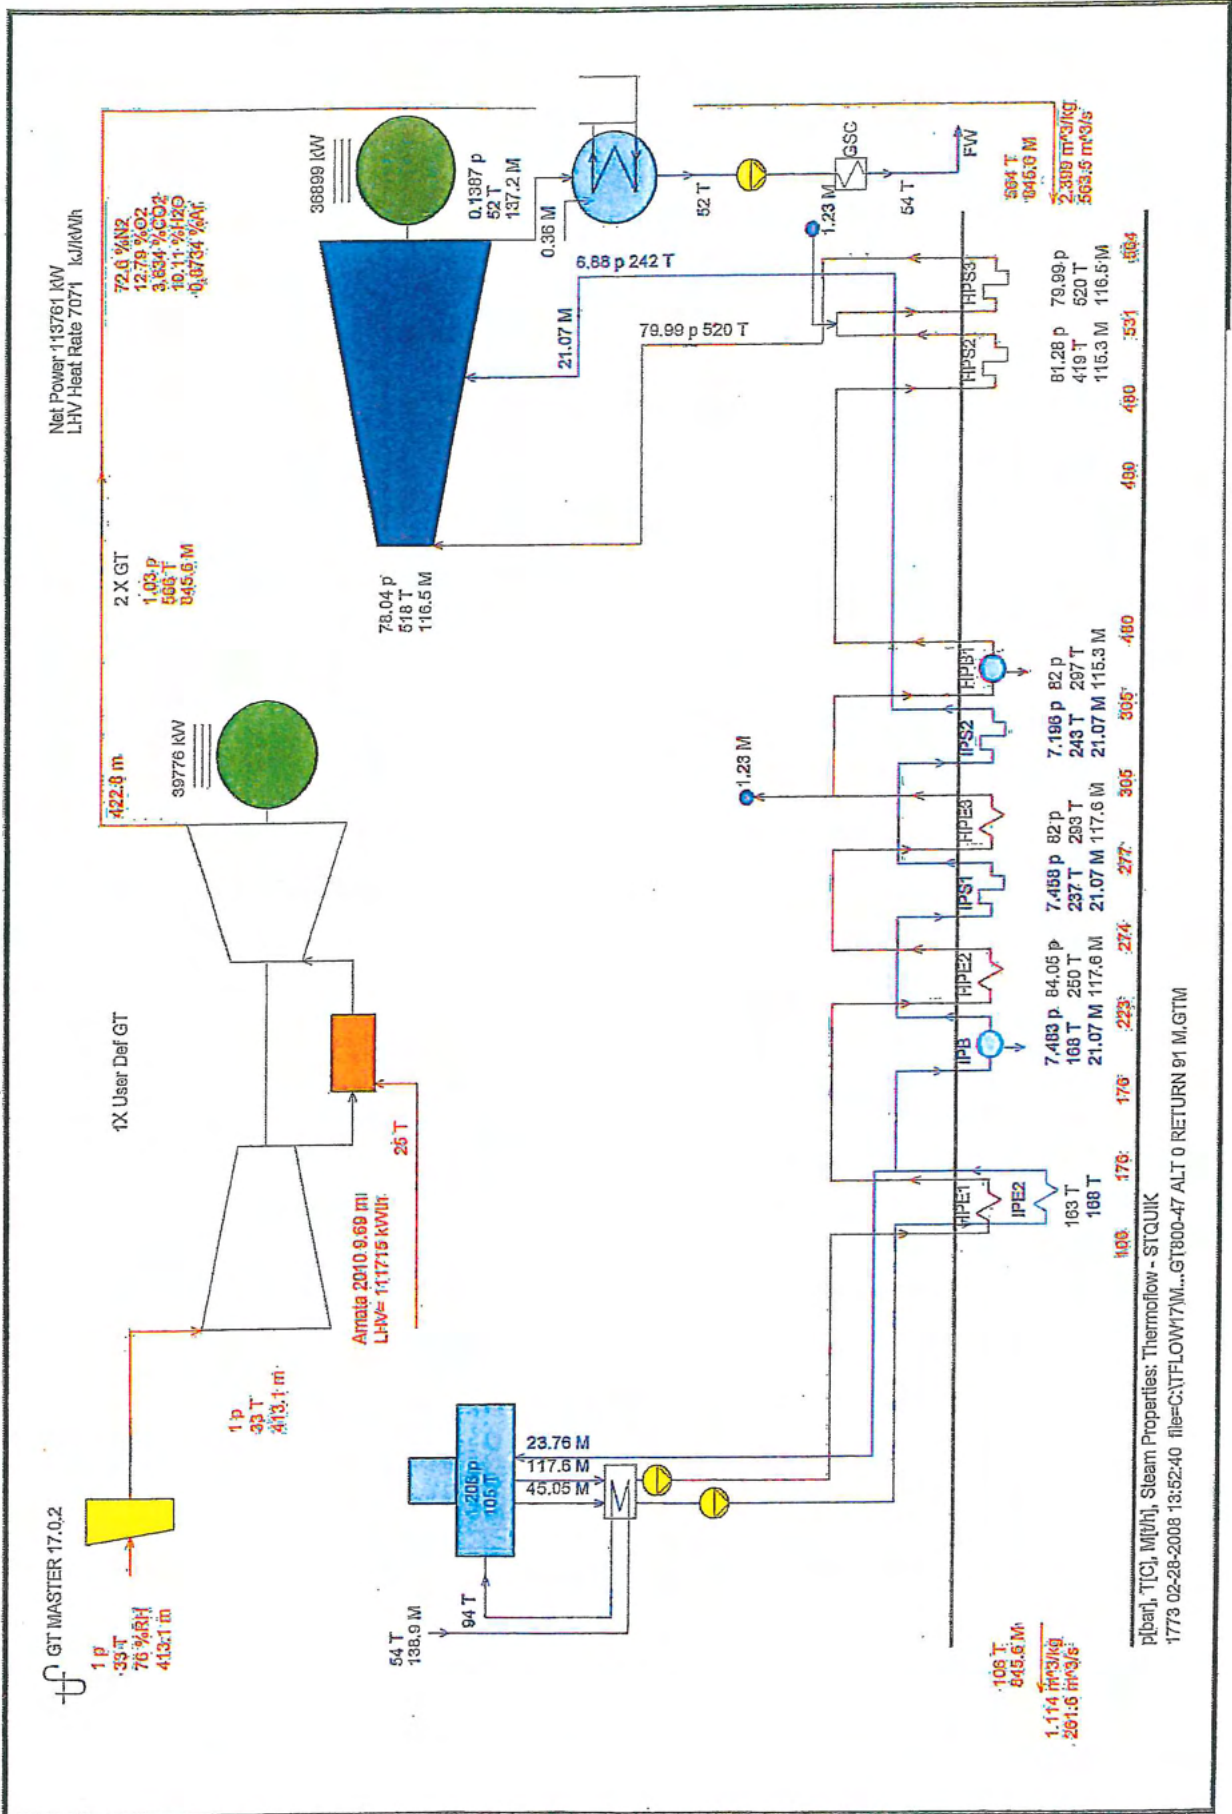 GT MASTER 17.0.2
Net Power 113761 kW
LHV Heat Rate 7071 kJ/kWh
1 p
33 T
76 %RH
413.1 m
1 p
33 T
413.1 m
1X User Def GT
Amata 2010 9.69 ml
LHV= 111715 kWth
25 T
39776 kW
422.8 m
2 X GT
1.03 p
566 T
845.6 M
72.6 %N2
12.79 %O2
3.634 %CO2
10.11 %H2O
0.8734 %Ar
36899 kW
78.04 p
518 T
116.5 M
0.1387 p
52 T
137.2 M
0.36 M
21.07 M
6.88 p 242 T
79.99 p 520 T
52 T
1.23 M
GSC
54 T
FW
564 T
845.6 M
2.399 m^3/kg
563.5 m^3/s
54 T
138.9 M
94 T
1.208 p
105 T
23.76 M
117.6 M
45.05 M
1.23 M
HPE1
IPE2
IPB
HPE2
IPS1
HPE3
IPS2
HPB1
HPS2
HPS3
163 T
168 T
7.483 p 84.05 p
168 T 250 T
21.07 M 117.6 M
7.458 p 82 p
237 T 293 T
21.07 M 117.6 M
7.196 p 82 p
243 T 297 T
21.07 M 115.3 M
81.28 p
419 T
115.3 M
79.99 p
520 T
116.5 M
106 T
845.6 M
1.114 m^3/kg
261.6 m^3/s
106 176 176 223 274 277 305 305 480 480 480 531 564
p[bar], T[C], M[t/h], Steam Properties: Thermoflow - STQUIK
1773 02-28-2008 13:52:40 file=C:\TFLOW17\M...GT800-47 ALT 0 RETURN 91 M.GTM